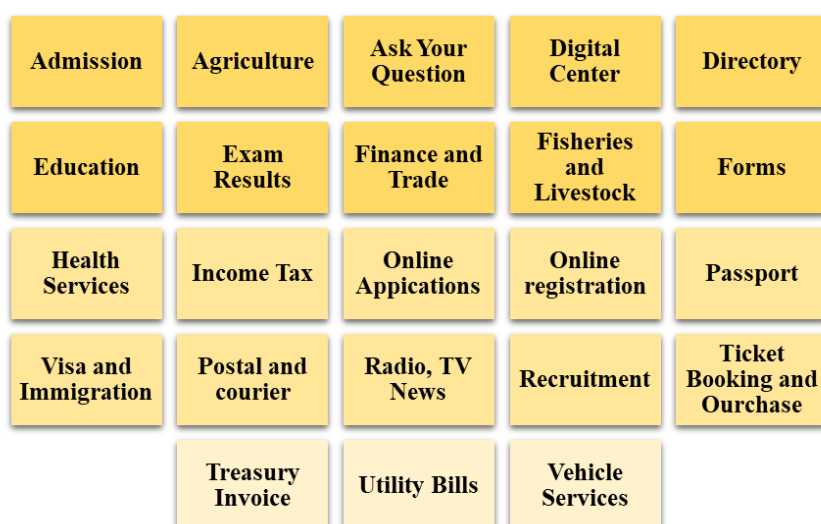 Admission
Agriculture
Ask Your
Question
Digital
Center
Directory
Education
Exam
Results
Finance and
Trade
Fisheries
and
Livestock
Forms
Health
Services
Income Tax
Online
Appications
Online
registration
Passport
Visa and
Immigration
Postal and
courier
Radio, TV
News
Recruitment
Ticket
Booking and
Ourchase
Treasury
Invoice
Utility Bills
Vehicle
Services